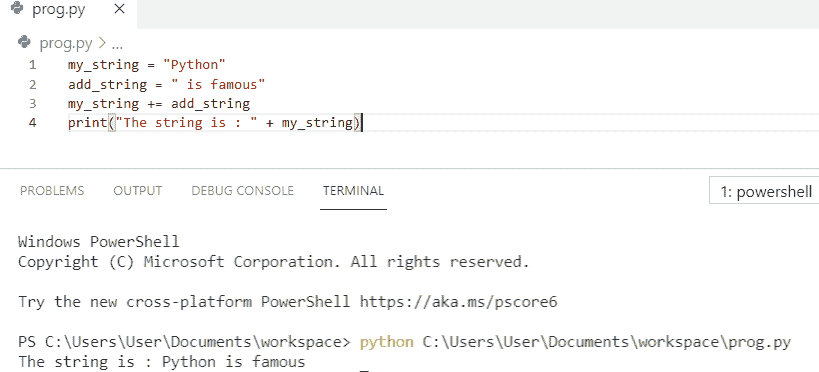 prog.py ×
prog.py > ...
1 my_string = "Python"
2 add_string = " is famous"
3 my_string += add_string
4 print("The string is : " + my_string)
PROBLEMS OUTPUT DEBUG CONSOLE TERMINAL 1: powershell
Windows PowerShell
Copyright (C) Microsoft Corporation. All rights reserved.
Try the new cross-platform PowerShell https://aka.ms/pscore6
PS C:\Users\User\Documents\workspace> python C:\Users\User\Documents\workspace\prog.py
The string is : Python is famous